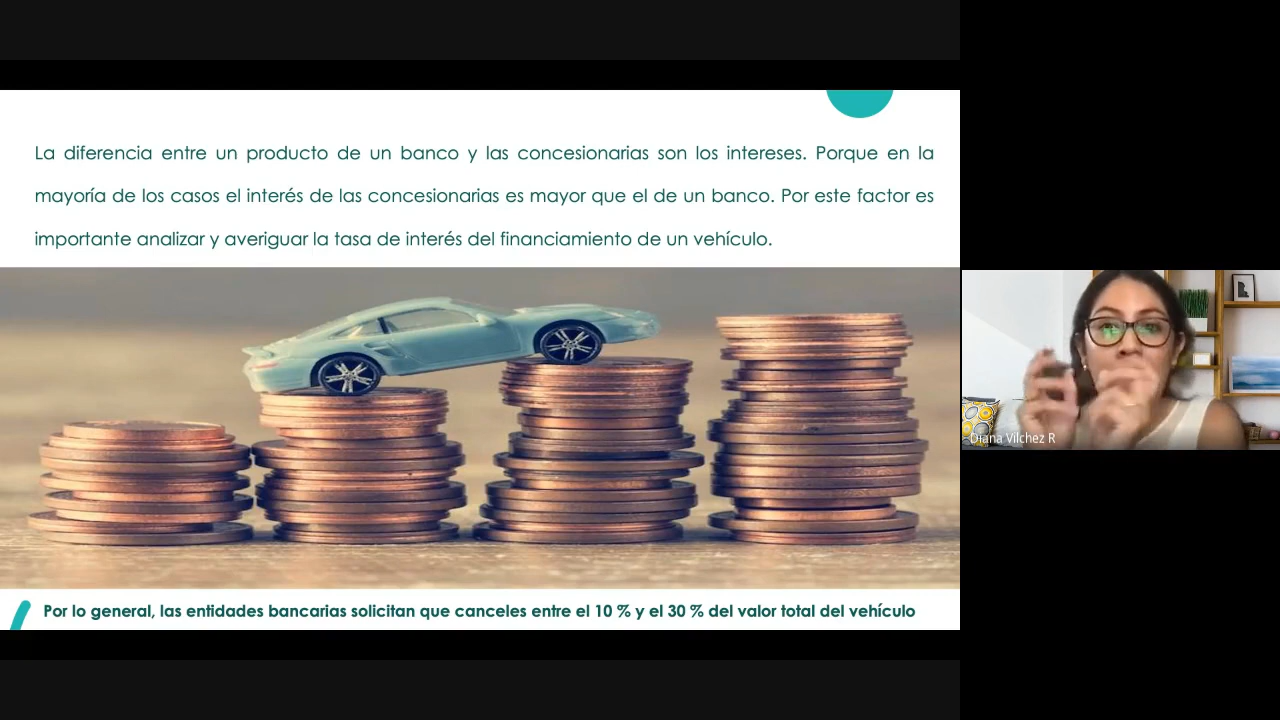 La diferencia entre un producto de un banco y las concesionarias son los intereses. Porque en la
mayoría de los casos el interés de las concesionarias es mayor que el de un banco. Por este factor es
importante analizar y averiguar la tasa de interés del financiamiento de un vehículo.
Diana Vilchez R
Por lo general, las entidades bancarias solicitan que canceles entre el 10 % y el 30 % del valor total del vehículo